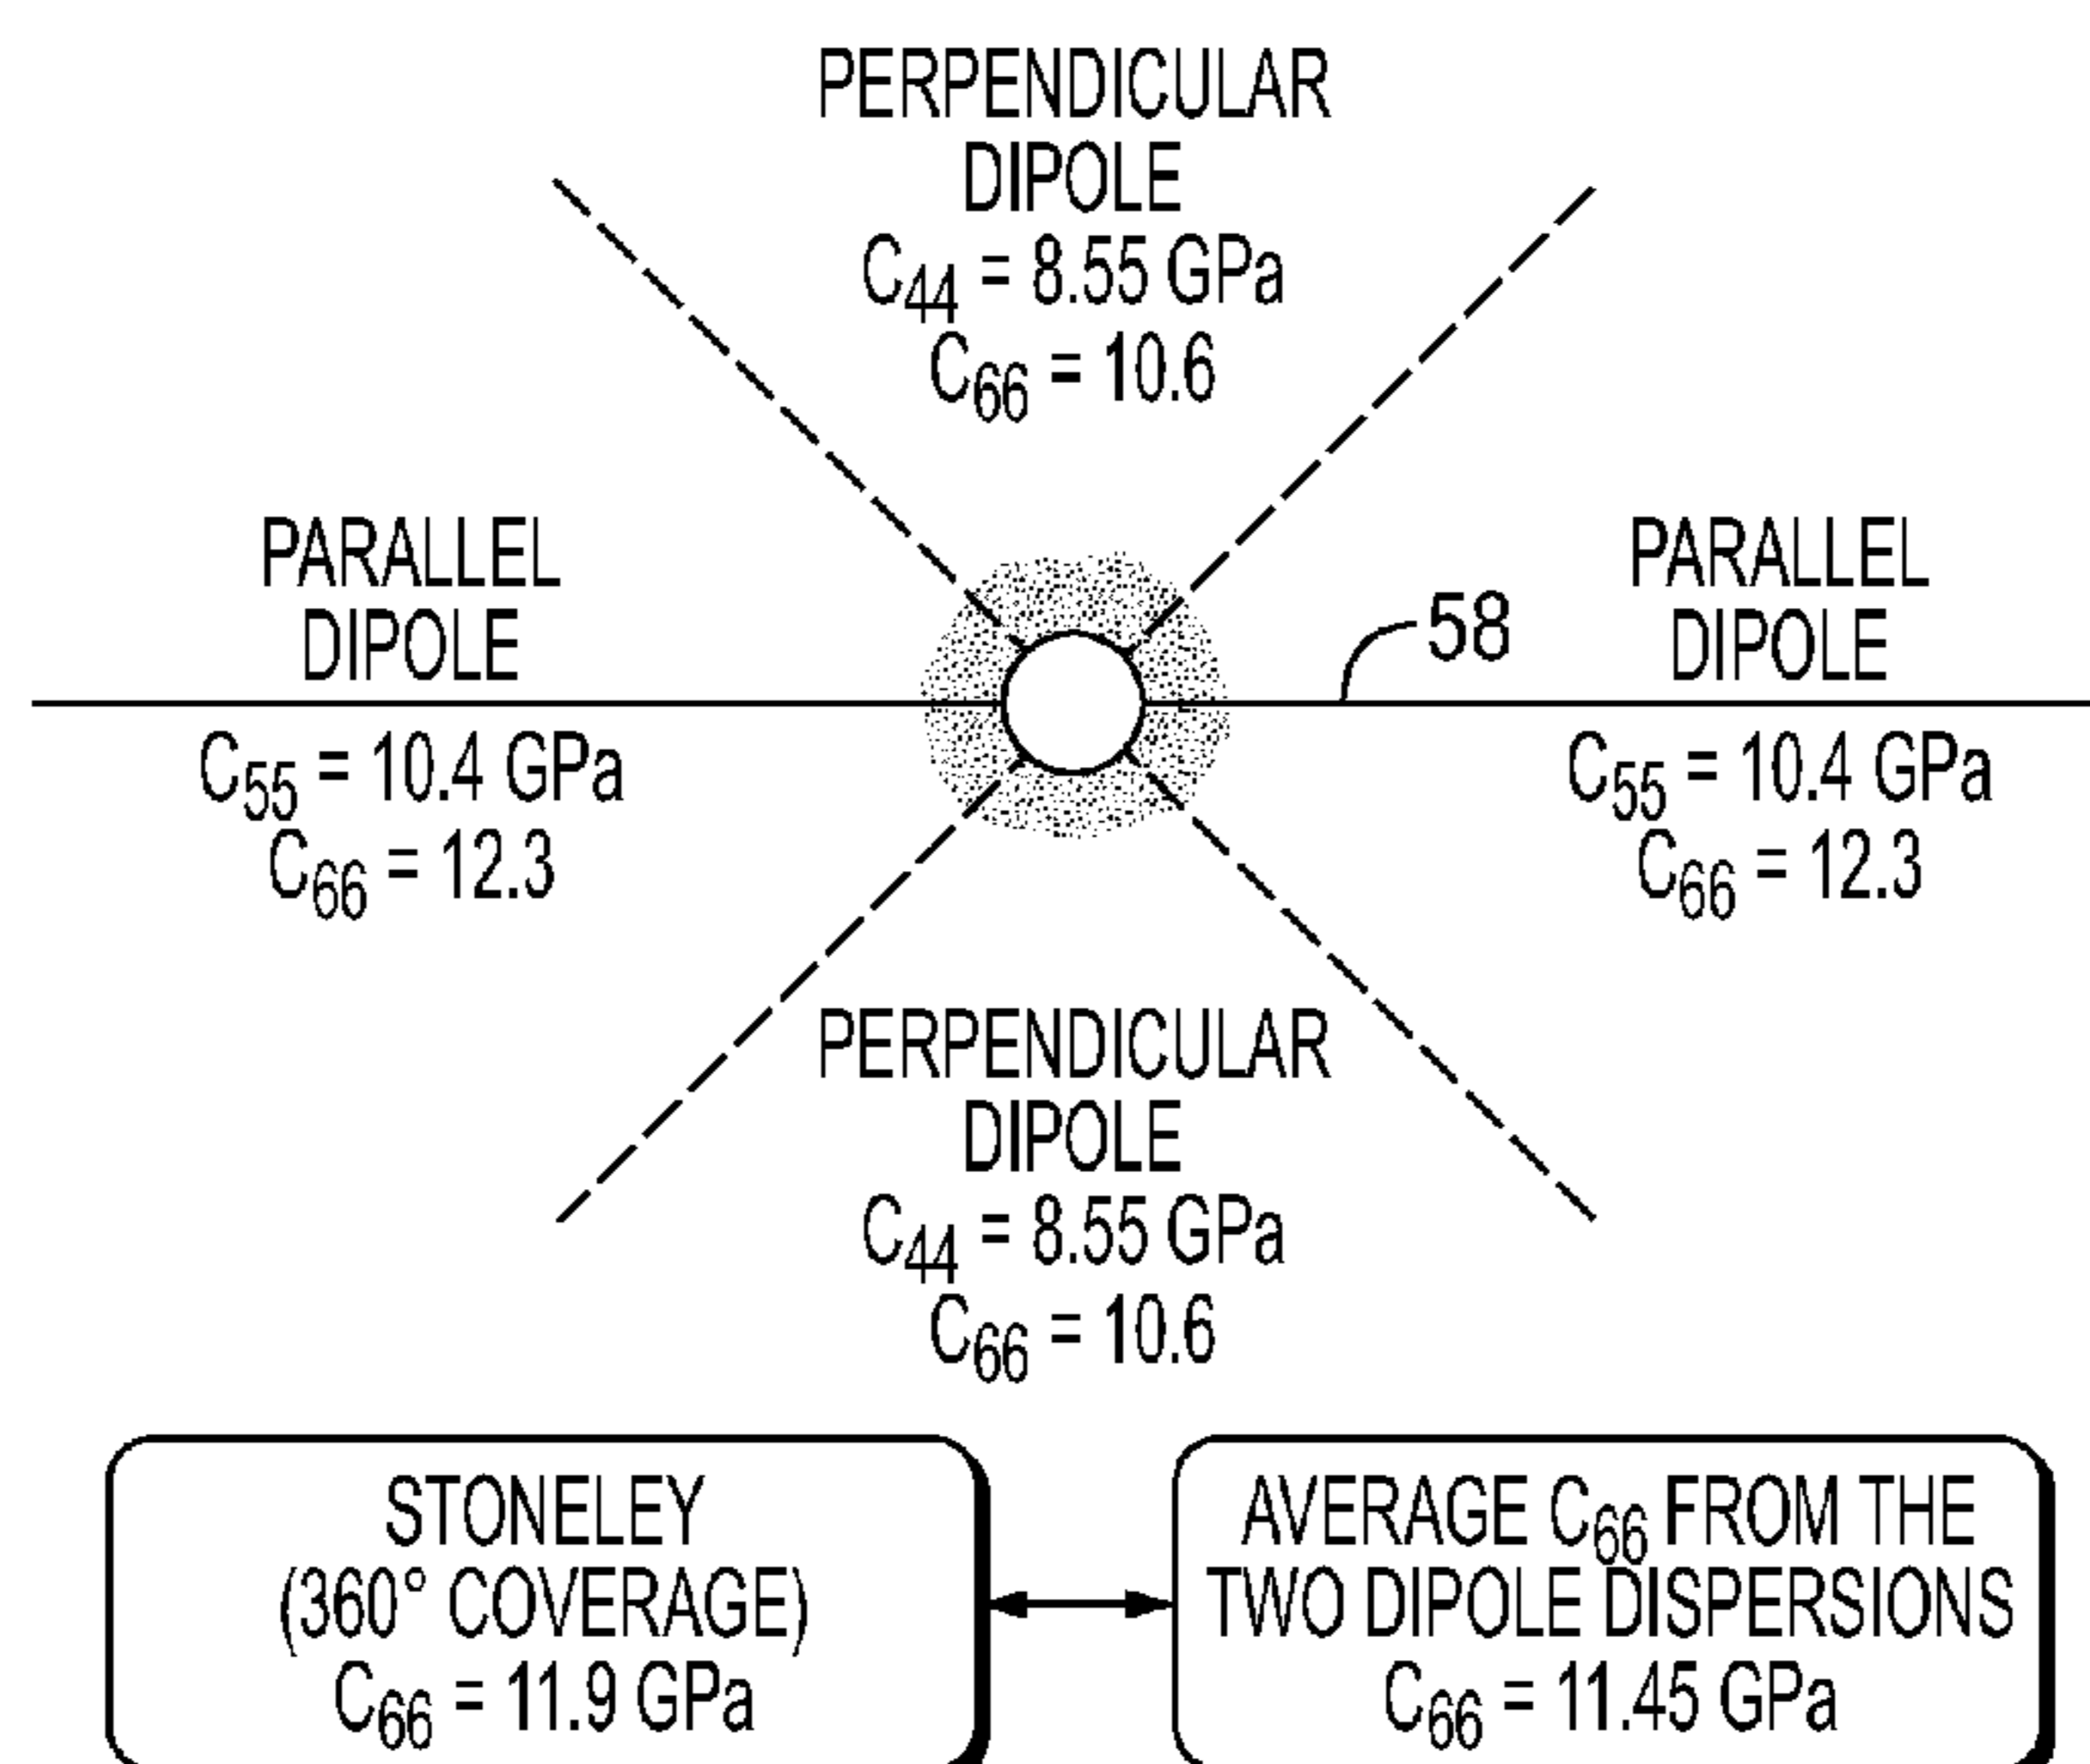 PERPENDICULAR
DIPOLE
C44 = 8.55 GPa
C66 = 10.6
PARALLEL
DIPOLE
C55 = 10.4 GPa
C66 = 12.3
58
PARALLEL
DIPOLE
C55 = 10.4 GPa
C66 = 12.3
PERPENDICULAR
DIPOLE
C44 = 8.55 GPa
C66 = 10.6
STONELEY
(360° COVERAGE)
C66 = 11.9 GPa
AVERAGE C66 FROM THE
TWO DIPOLE DISPERSIONS
C66 = 11.45 GPa